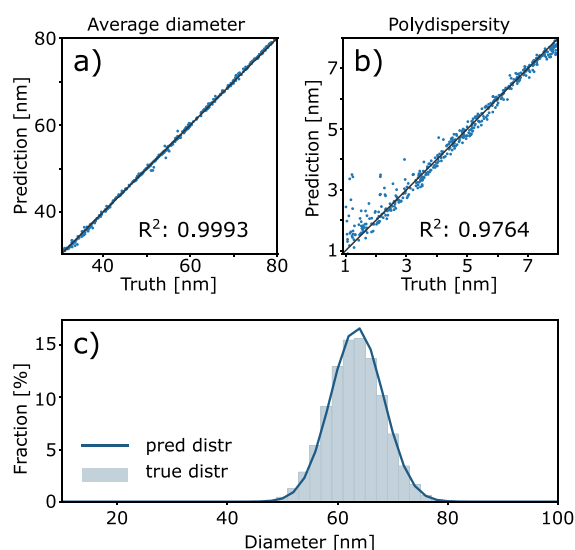 Average diameter
Polydispersity
a)
b)
Prediction [nm]
80
60
40
R²: 0.9993
40
60
80
Truth [nm]
Prediction [nm]
7
5
3
1
R²: 0.9764
1
3
5
7
Truth [nm]
c)
Fraction [%]
15
10
5
0
pred distr
true distr
20
40
60
80
100
Diameter [nm]